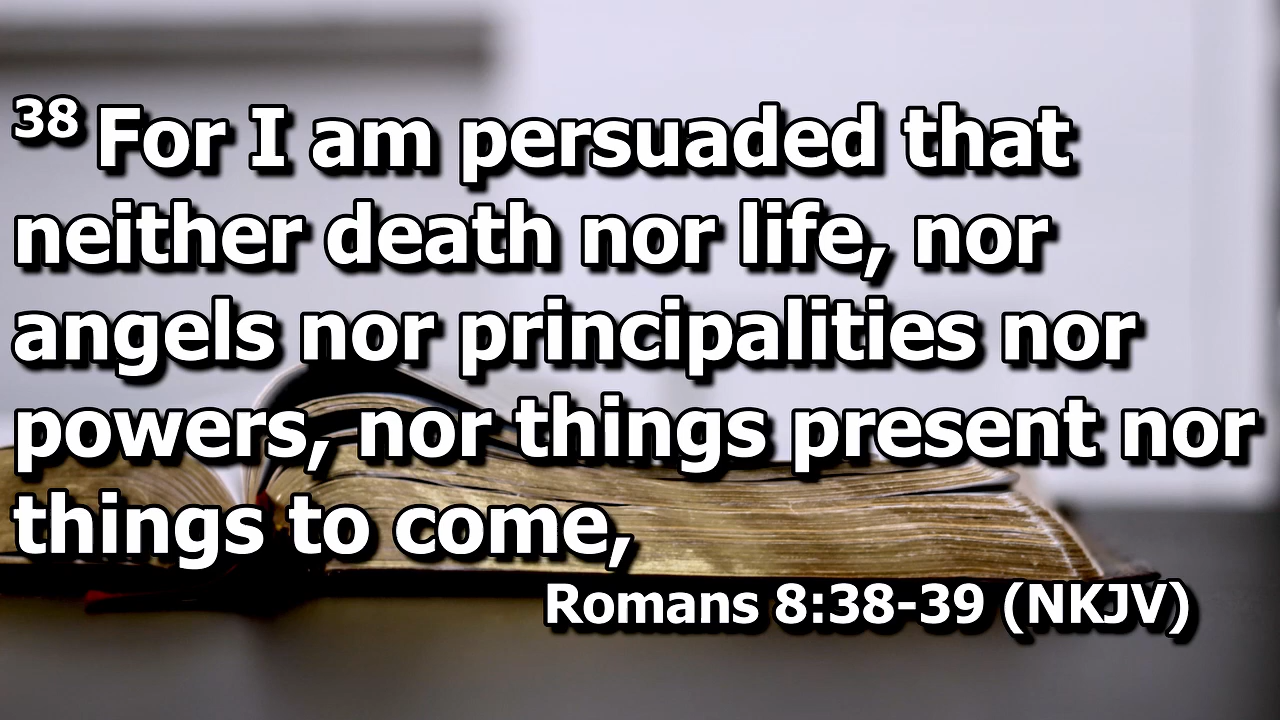 38 For I am persuaded that
neither death nor life, nor
angels nor principalities nor
powers, nor things present nor
things to come,
Romans 8:38-39 (NKJV)